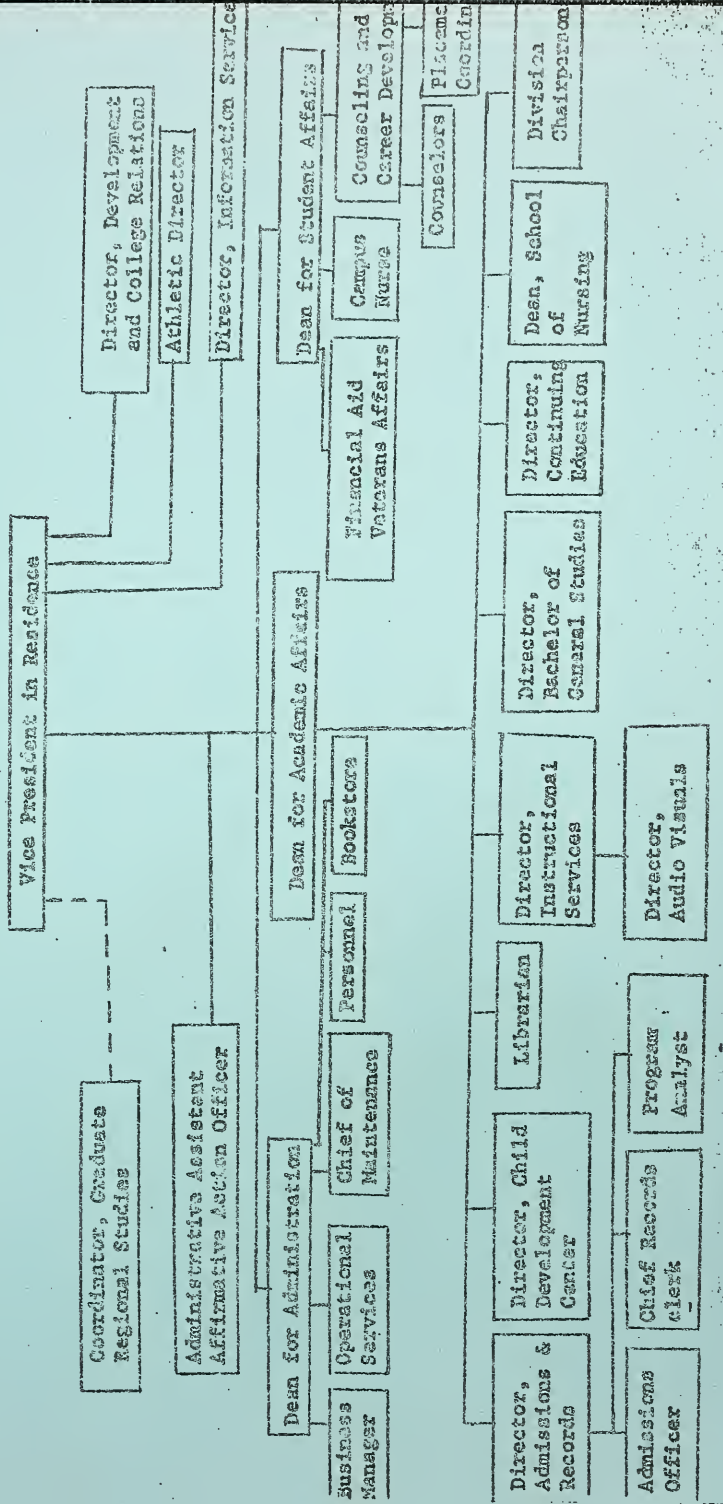 Vice President in Residence
Coordinator, Graduate
Regional Studies
Director, Development
and College Relations
Athletic Director
Director, Information Service
Administrative Assistant
Affirmative Action Officer
Dean for Administration
Dean for Academic Affairs
Dean for Student Affairs
Business
Manager
Operational
Services
Chief of
Maintenance
Personnel
Bookstore
Financial Aid
Veterans Affairs
Campus
Nurse
Counseling and
Career Developm
Counselors
Placeme
Coordin
Director,
Admissions &
Records
Director, Child
Development
Center
Librarian
Director,
Instructional
Services
Director,
Bachelor of
General Studies
Director,
Continuing
Education
Dean, School
of
Nursing
Division
Chairperson
Admissions
Officer
Chief Records
clerk
Program
Analyst
Director,
Audio Visuals